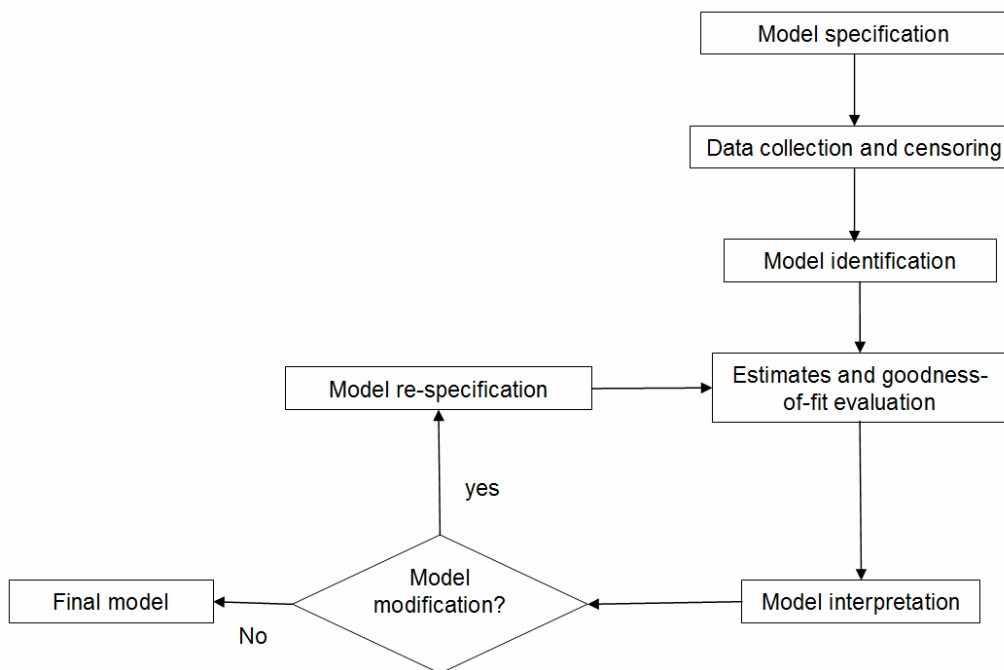 Model specification
Data collection and censoring
Model identification
Estimates and goodness-
of-fit evaluation
Model re-specification
yes
Model
modification?
Model interpretation
Final model
No